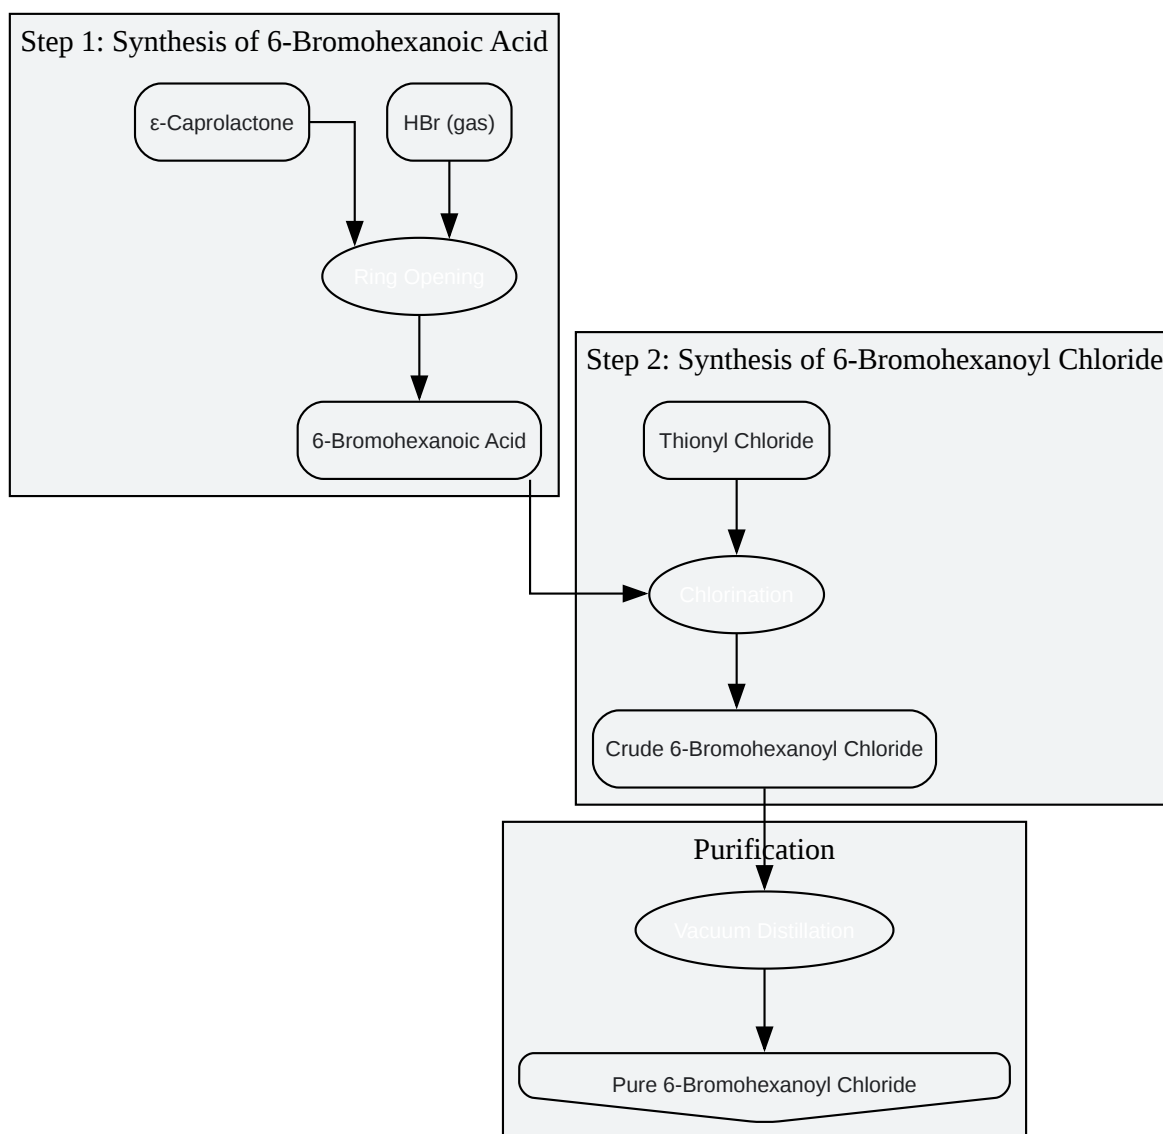 Step 1: Synthesis of 6-Bromohexanoic Acid
ε-Caprolactone
HBr (gas)
Ring Opening
6-Bromohexanoic Acid
Step 2: Synthesis of 6-Bromohexanoyl Chloride
Thionyl Chloride
Chlorination
Crude 6-Bromohexanoyl Chloride
Purification
Vacuum Distillation
Pure 6-Bromohexanoyl Chloride